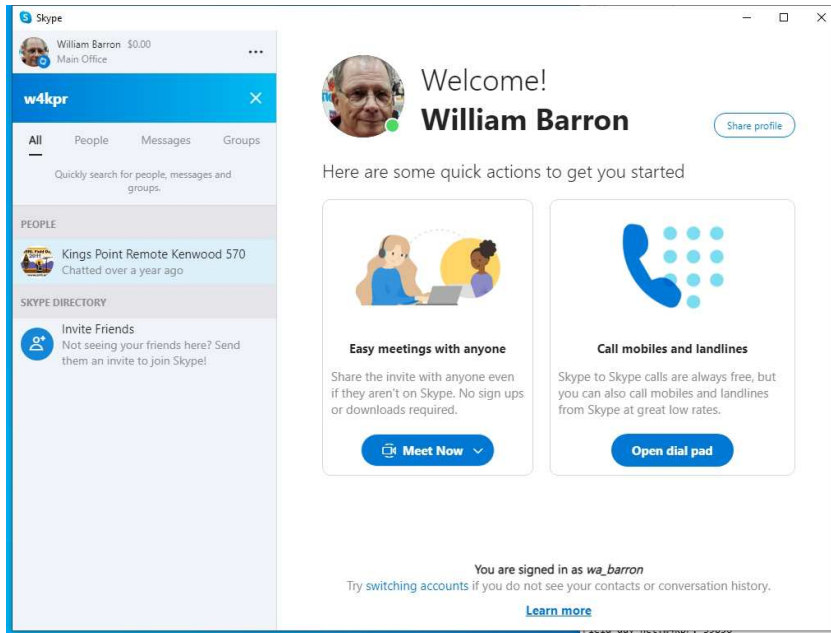 Skype
William Barron $0.00
Main Office
w4kpr
All People Messages Groups
Quickly search for people, messages and
groups.
PEOPLE
Kings Point Remote Kenwood 570
Chatted over a year ago
SKYPE DIRECTORY
Invite Friends
Not seeing your friends here? Send
them an invite to join Skype!
Welcome!
William Barron
Share profile
Here are some quick actions to get you started
Easy meetings with anyone
Share the invite with anyone even
if they aren't on Skype. No sign ups
or downloads required.
Meet Now
Call mobiles and landlines
Skype to Skype calls are always free, but
you can also call mobiles and landlines
from Skype at great low rates.
Open dial pad
You are signed in as wa_barron
Try switching accounts if you do not see your contacts or conversation history.
Learn more